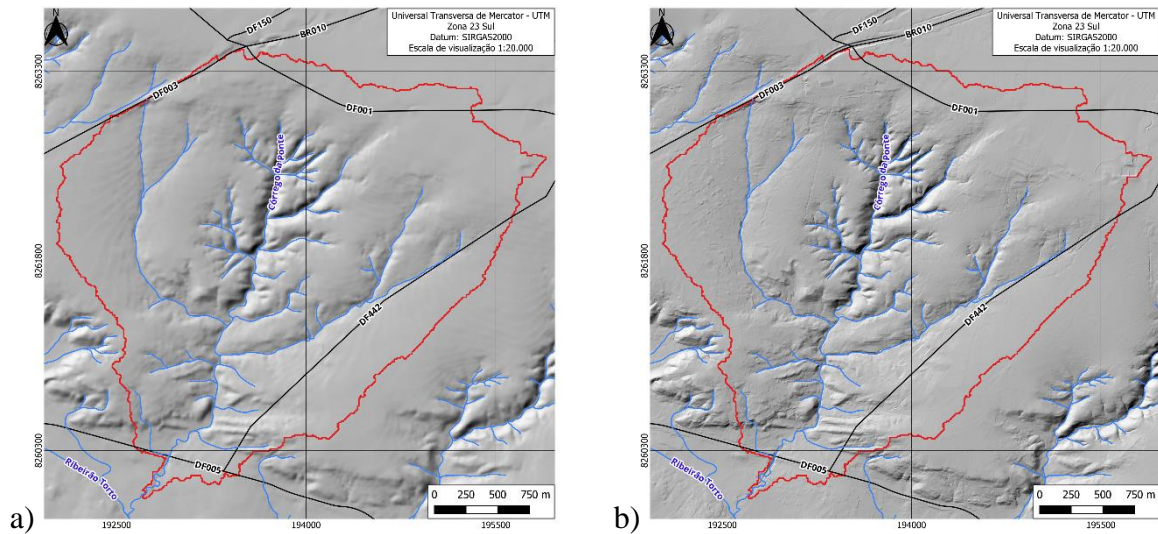 Universal Transversa de Mercator - UTM
Zona 23 Sul
Datum: SIRGAS2000
Escala de visualização 1:20.000
N
DF150
BR010
8263300
DF003
DF001
Córrego da Ponte
8261800
DF442
8260300
DF005
Ribeirão Torto
0 250 500 750 m
192500 194000 195500
a)
Universal Transversa de Mercator - UTM
Zona 23 Sul
Datum: SIRGAS2000
Escala de visualização 1:20.000
N
DF150
BR010
8263300
DF003
DF001
Córrego da Ponte
8261800
DF442
8260300
DF005
Ribeirão Torto
0 250 500 750 m
192500 194000 195500
b)